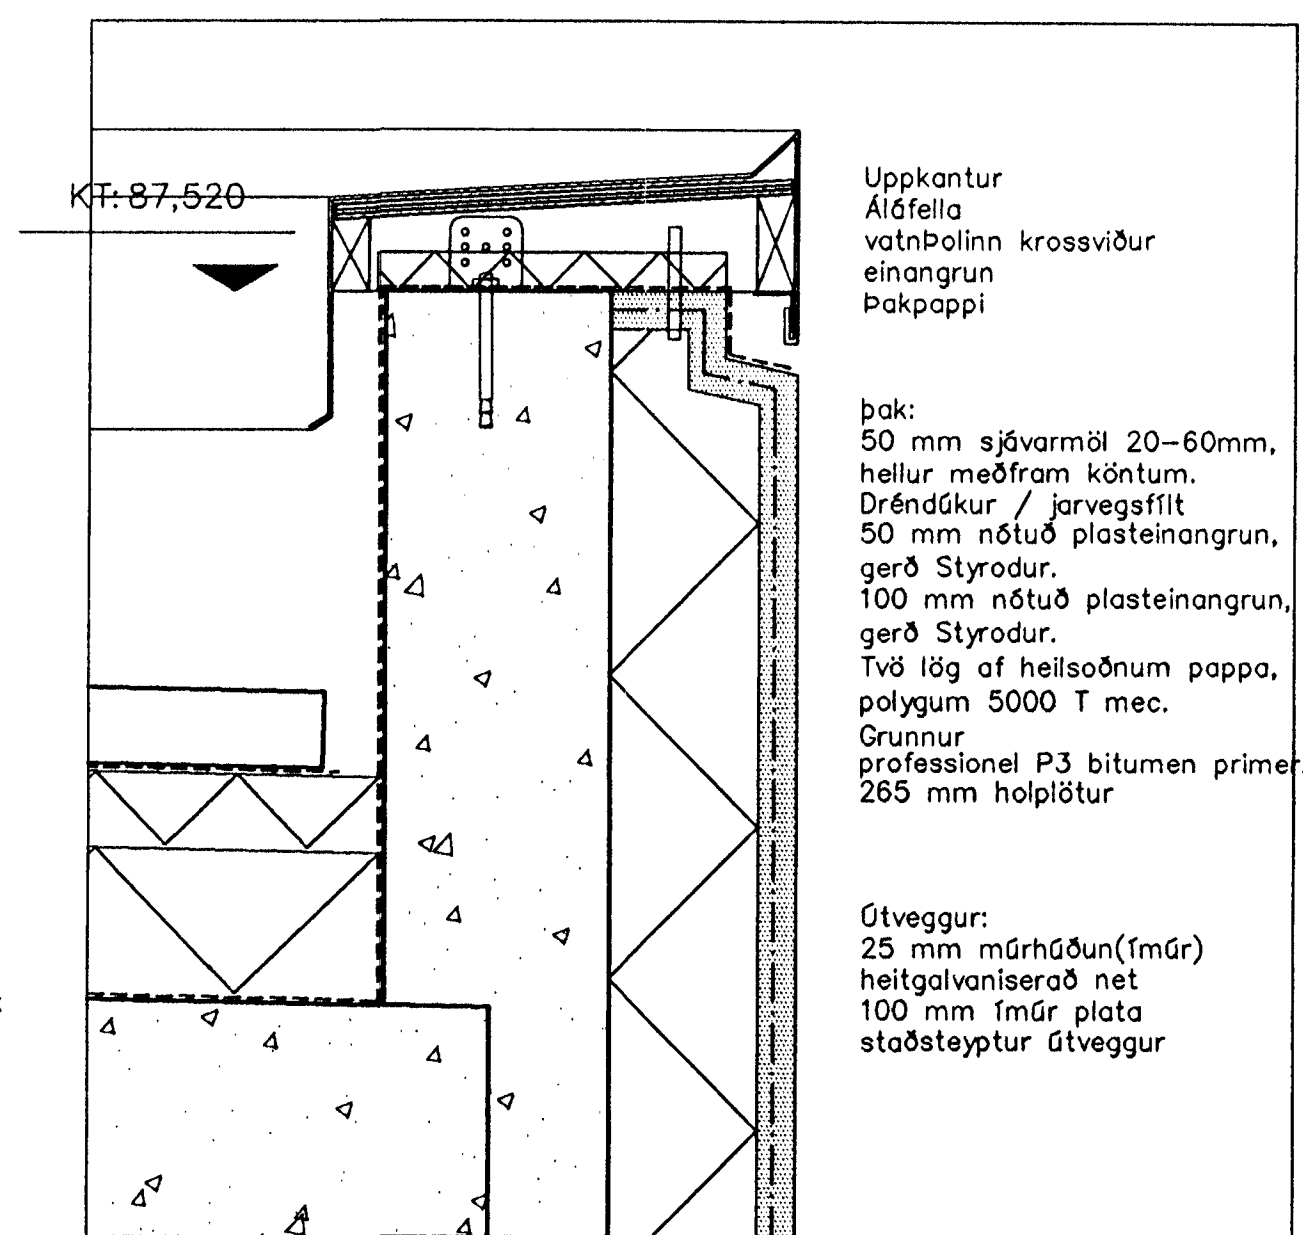 KT: 87,520
Uppkantur
Áláfella
vatnÞolinn krossviður
einangrun
Þakpappi
þak:
50 mm sjávarmöl 20-60mm,
hellur meðfram köntum.
Dréndúkur / jarvegsfílt
50 mm nótuð plasteinangrun,
gerð Styrodur.
100 mm nótuð plasteinangrun,
gerð Styrodur.
Tvö lög af heilsoðnum pappa,
polygum 5000 T mec.
Grunnur
professionel P3 bitumen primer
265 mm holplötur
Útveggur:
25 mm múrhúðun(ímúr)
heitgalvaniserað net
100 mm ímúr plata
staðsteyptur útveggur